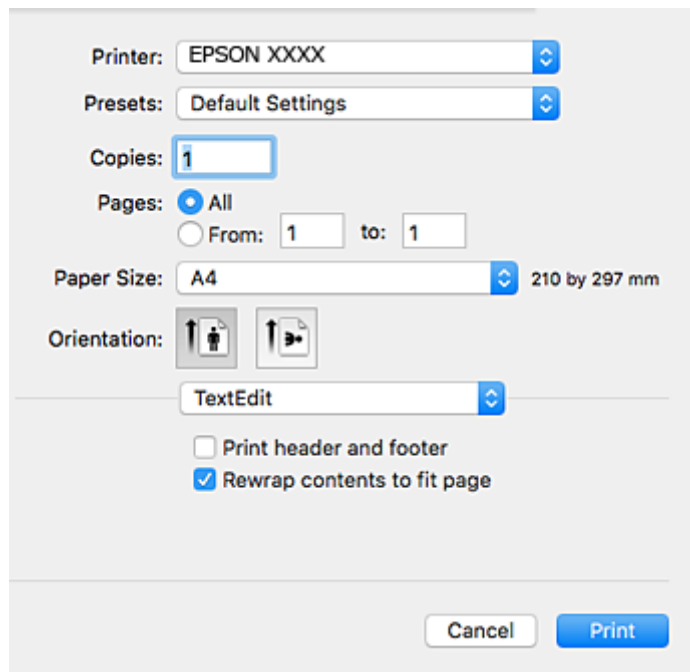 Printer: EPSON XXXX
Presets: Default Settings
Copies: 1
Pages: All
From: 1 to: 1
Paper Size: A4 210 by 297 mm
Orientation:
TextEdit
Print header and footer
Rewrap contents to fit page
Cancel Print